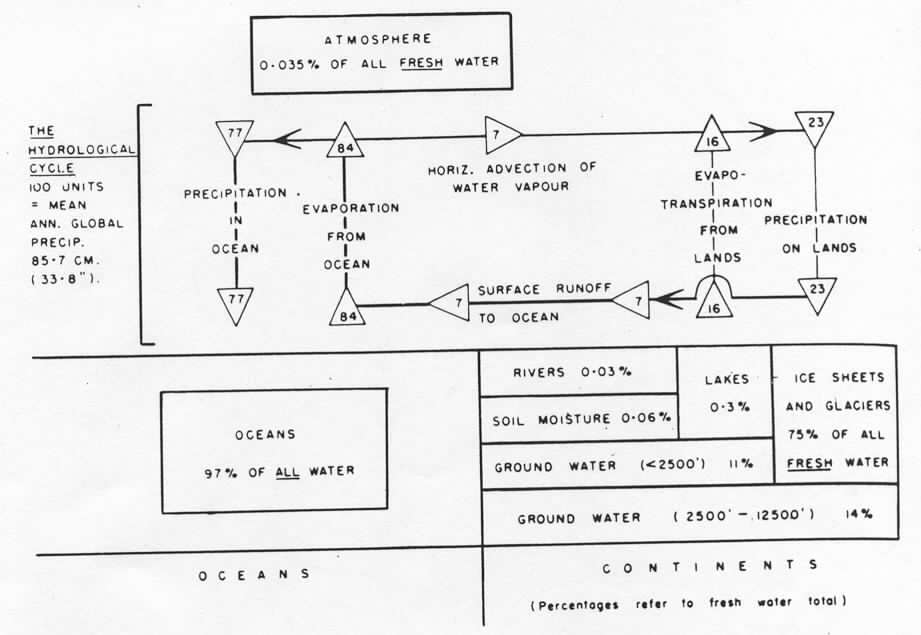 ATMOSPHERE
0·035% OF ALL FRESH WATER
THE
HYDROLOGICAL
CYCLE
100 UNITS
= MEAN
ANN. GLOBAL
PRECIP.
85·7 CM.
(33·8").
77
84
7
16
23
HORIZ. ADVECTION OF
WATER VAPOUR
PRECIPITATION
IN
OCEAN
EVAPORATION
FROM
OCEAN
EVAPO-
TRANSPIRATION
FROM
LANDS
PRECIPITATION
ON LANDS
77
84
7
SURFACE RUNOFF
TO OCEAN
7
16
23
OCEANS
97% OF ALL WATER
RIVERS 0·03%
SOIL MOISTURE 0·06%
LAKES
0·3%
ICE SHEETS
AND GLACIERS
75% OF ALL
FRESH WATER
GROUND WATER (<2500') 11%
GROUND WATER (2500' – 12500') 14%
OCEANS
CONTINENTS
(Percentages refer to fresh water total)